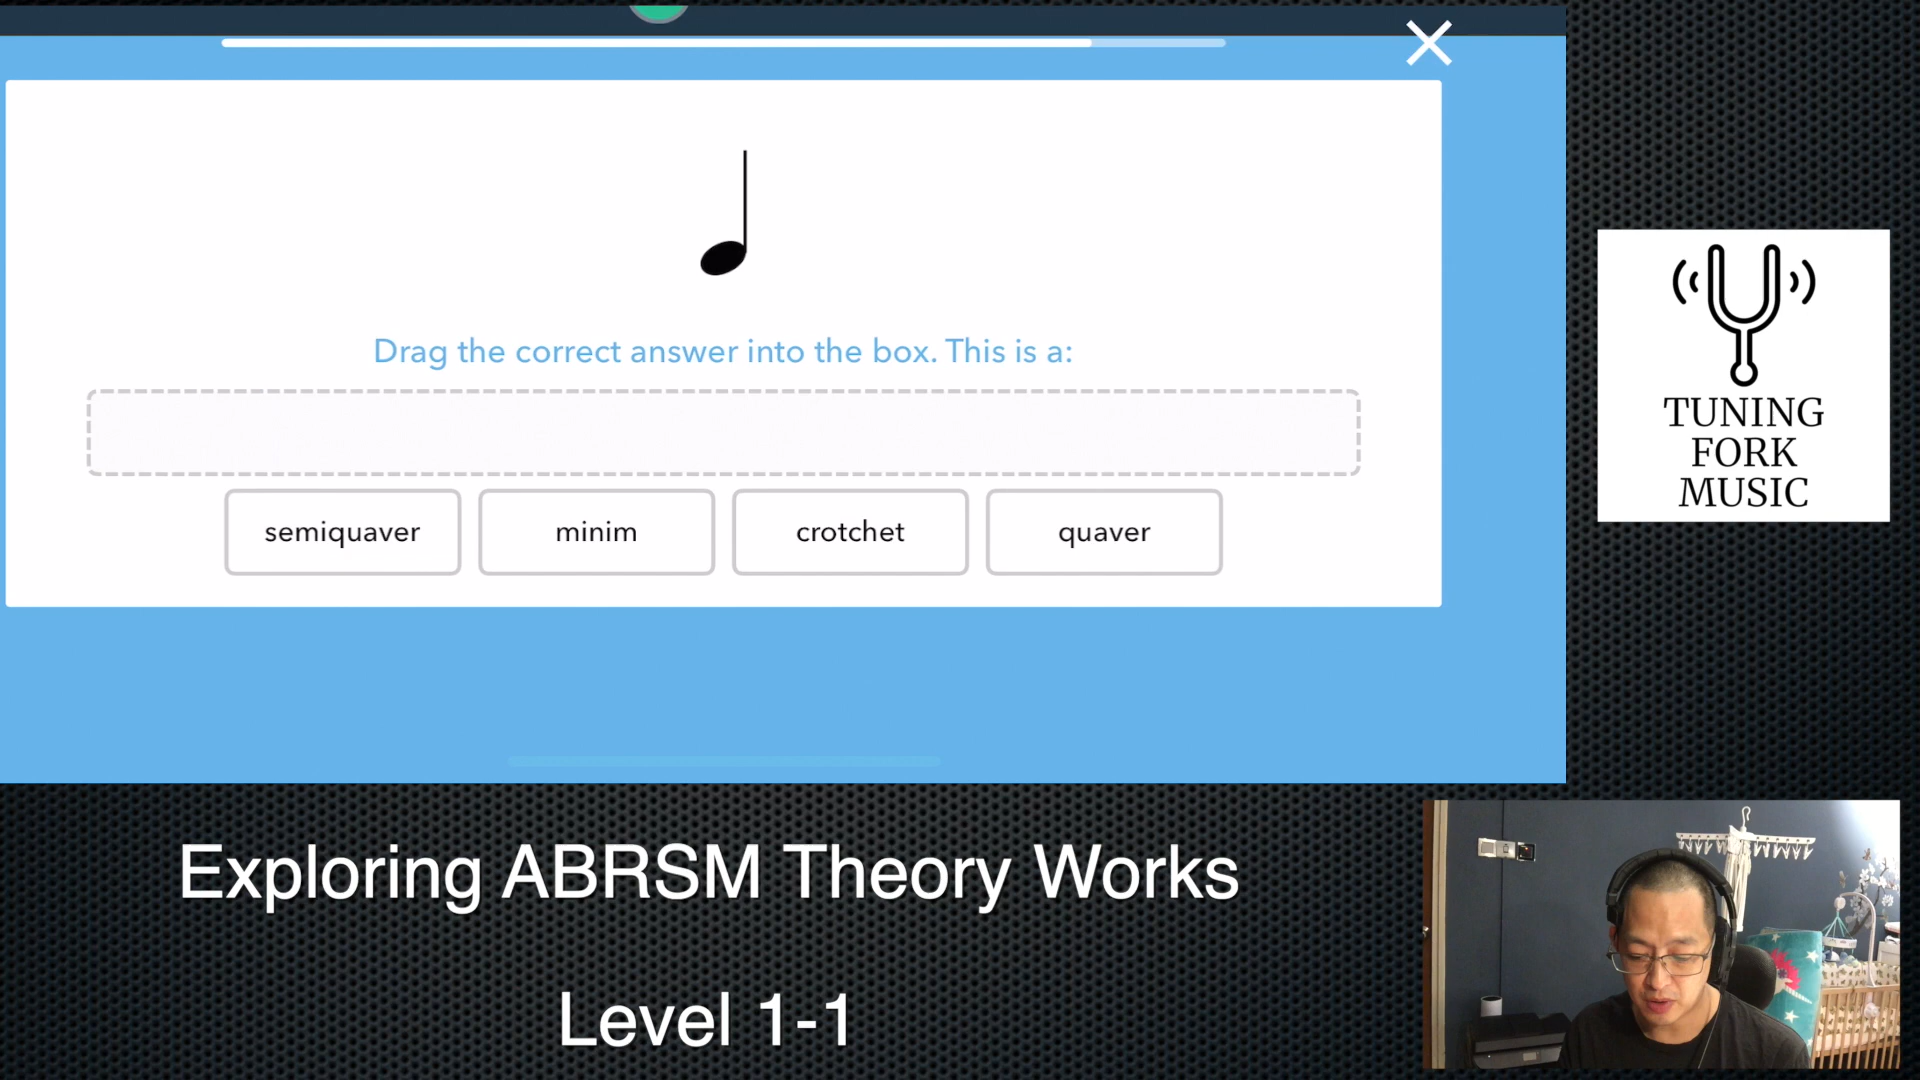 Drag the correct answer into the box. This is a:
semiquaver minim crotchet quaver
TUNING
FORK
MUSIC
Exploring ABRSM Theory Works
Level 1-1